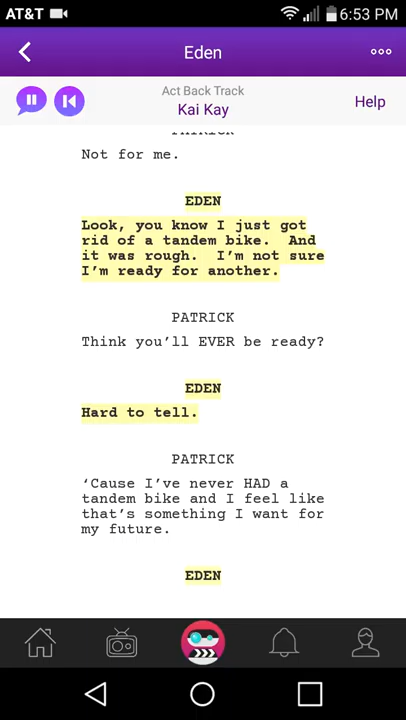 AT&T 6:53 PM
Eden
Act Back Track
Kai Kay
Help
PATRICK
Not for me.
EDEN
Look, you know I just got
rid of a tandem bike. And
it was rough. I'm not sure
I'm ready for another.
PATRICK
Think you'll EVER be ready?
EDEN
Hard to tell.
PATRICK
‘Cause I've never HAD a
tandem bike and I feel like
that's something I want for
my future.
EDEN